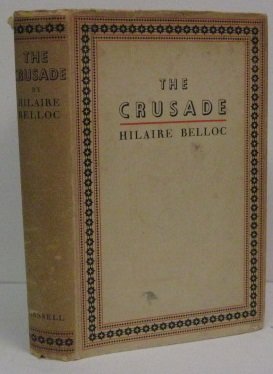 THE
CRUSADE
BY
HILAIRE
BELLOC
THE
CRUSADE
HILAIRE BELLOC